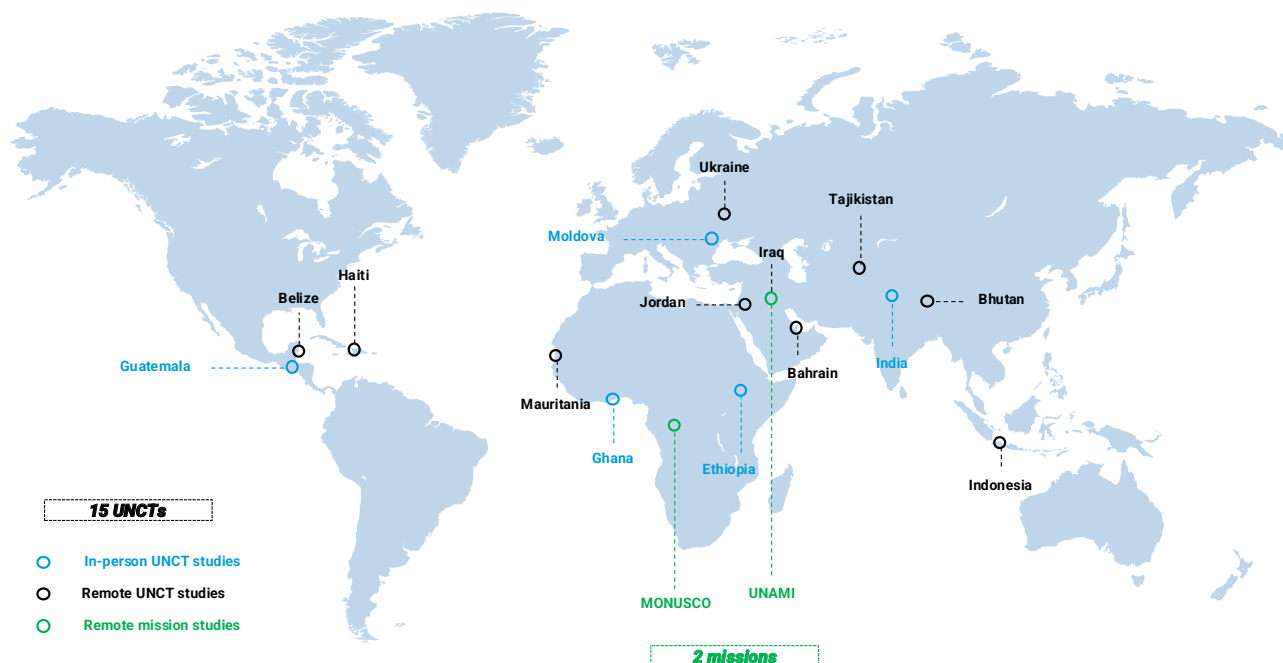 Ukraine
Tajikistan
Moldova
Iraq
Haiti
Belize
Jordan
Bhutan
Guatemala
Bahrain
India
Mauritania
Ghana
Ethiopia
Indonesia
15 UNCTs
In-person UNCT studies
Remote UNCT studies
Remote mission studies
MONUSCO
UNAMI
2 missions